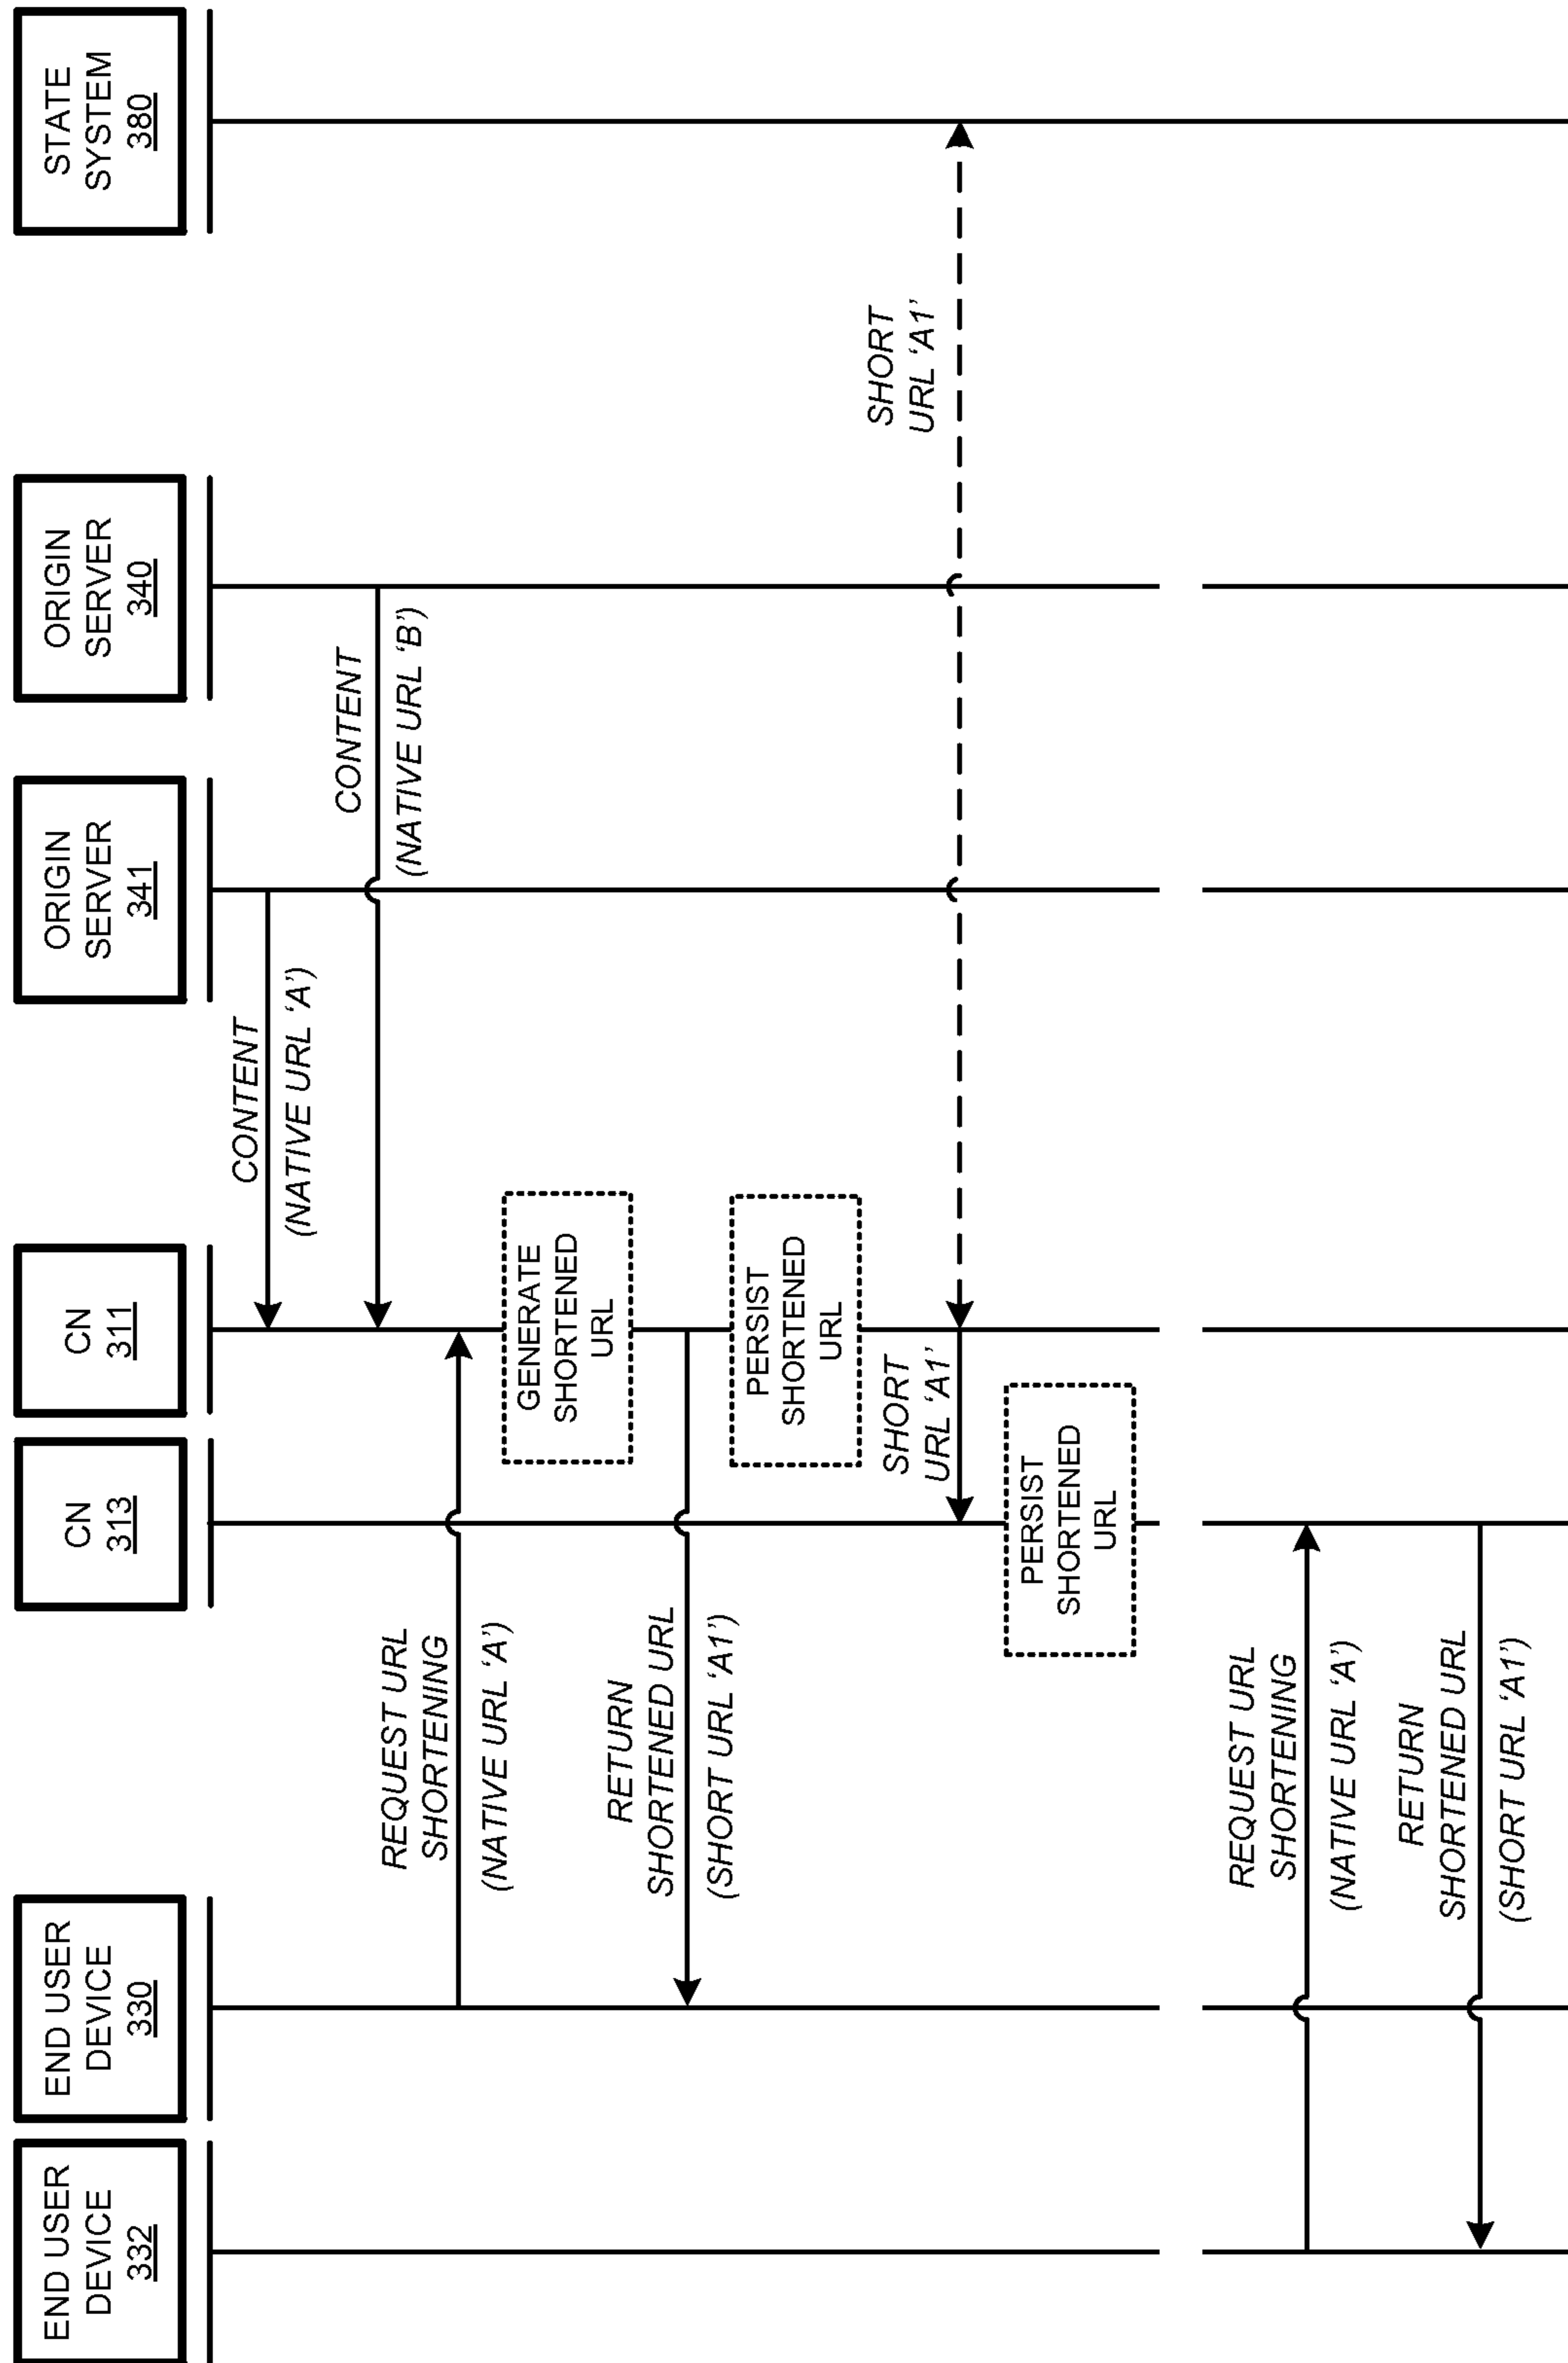 END USER
DEVICE
332
END USER
DEVICE
330
CN
313
CN
311
ORIGIN
SERVER
341
ORIGIN
SERVER
340
STATE
SYSTEM
380
CONTENT
(NATIVE URL ‘A’)
CONTENT
(NATIVE URL ‘B’)
REQUEST URL
SHORTENING
(NATIVE URL ‘A’)
GENERATE
SHORTENED
URL
RETURN
SHORTENED URL
(SHORT URL ‘A1’)
PERSIST
SHORTENED
URL
SHORT
URL ‘A1’
SHORT
URL ‘A1’
PERSIST
SHORTENED
URL
REQUEST URL
SHORTENING
(NATIVE URL ‘A’)
RETURN
SHORTENED URL
(SHORT URL ‘A1’)